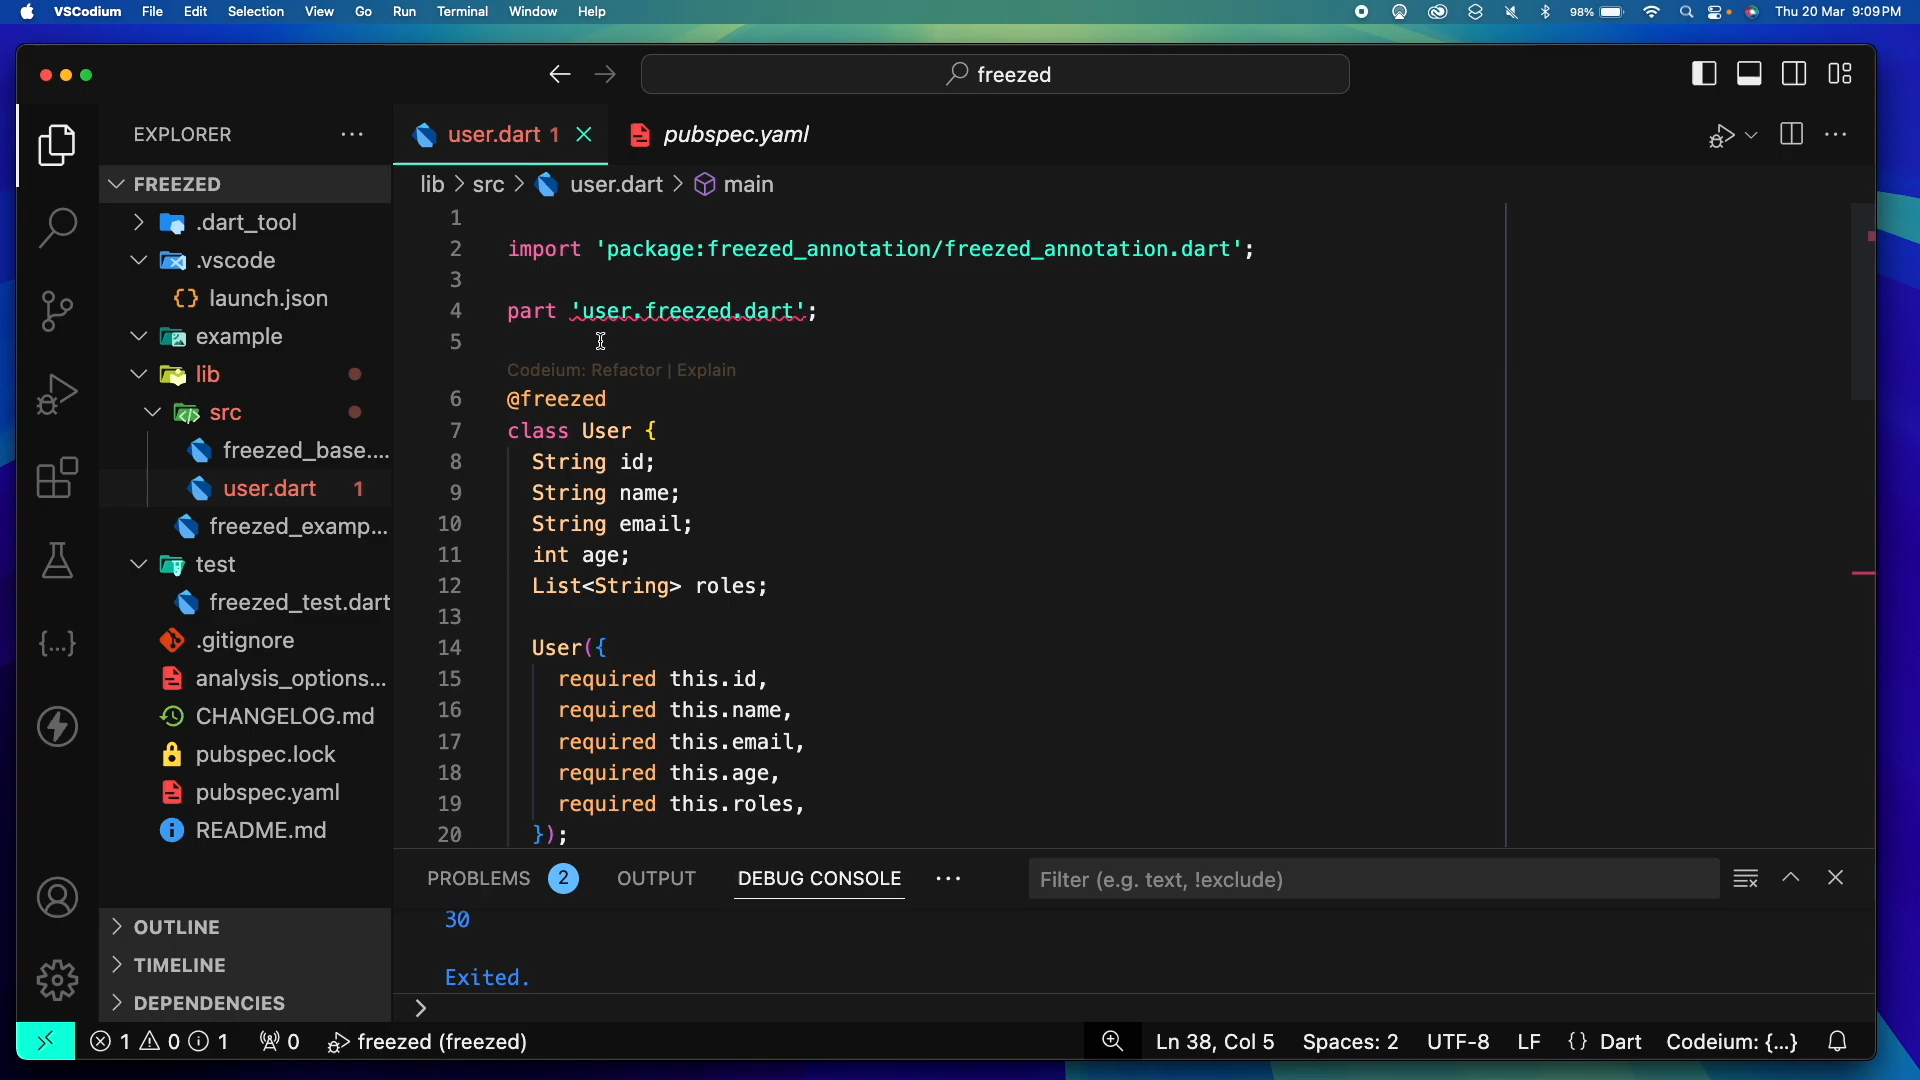 VSCodium File Edit Selection View Go Run Terminal Window Help 98% Thu 20 Mar 9:09 PM
freezed
EXPLORER
FREEZED
.dart_tool
.vscode
launch.json
example
lib
src
freezed_base....
user.dart 1
freezed_examp...
test
freezed_test.dart
.gitignore
analysis_options...
CHANGELOG.md
pubspec.lock
pubspec.yaml
README.md
OUTLINE
TIMELINE
DEPENDENCIES
user.dart 1 pubspec.yaml
lib > src > user.dart > main
1
2 import 'package:freezed_annotation/freezed_annotation.dart';
3
4 part 'user.freezed.dart';
5
Codeium: Refactor | Explain
6 @freezed
7 class User {
8 String id;
9 String name;
10 String email;
11 int age;
12 List<String> roles;
13
14 User({
15 required this.id,
16 required this.name,
17 required this.email,
18 required this.age,
19 required this.roles,
20 });
PROBLEMS 2 OUTPUT DEBUG CONSOLE ... Filter (e.g. text, !exclude)
30
Exited.
>
1 0 1 0 freezed (freezed) Ln 38, Col 5 Spaces: 2 UTF-8 LF {} Dart Codeium: {...}